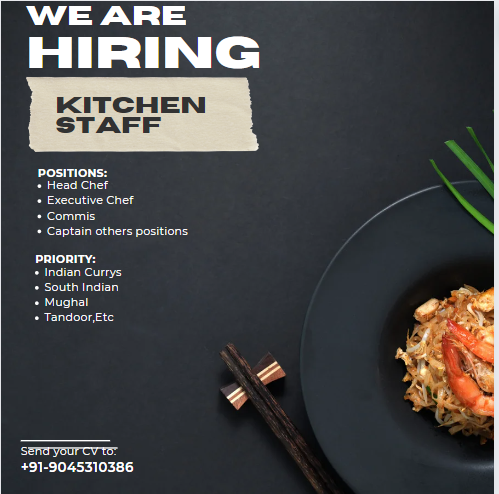 WE ARE
HIRING
KITCHEN
STAFF
POSITIONS:
• Head Chef
• Executive Chef
• Commis
• Captain others positions
PRIORITY:
• Indian Currys
• South Indian
• Mughal
• Tandoor,Etc
Send your CV to:
+91-9045310386